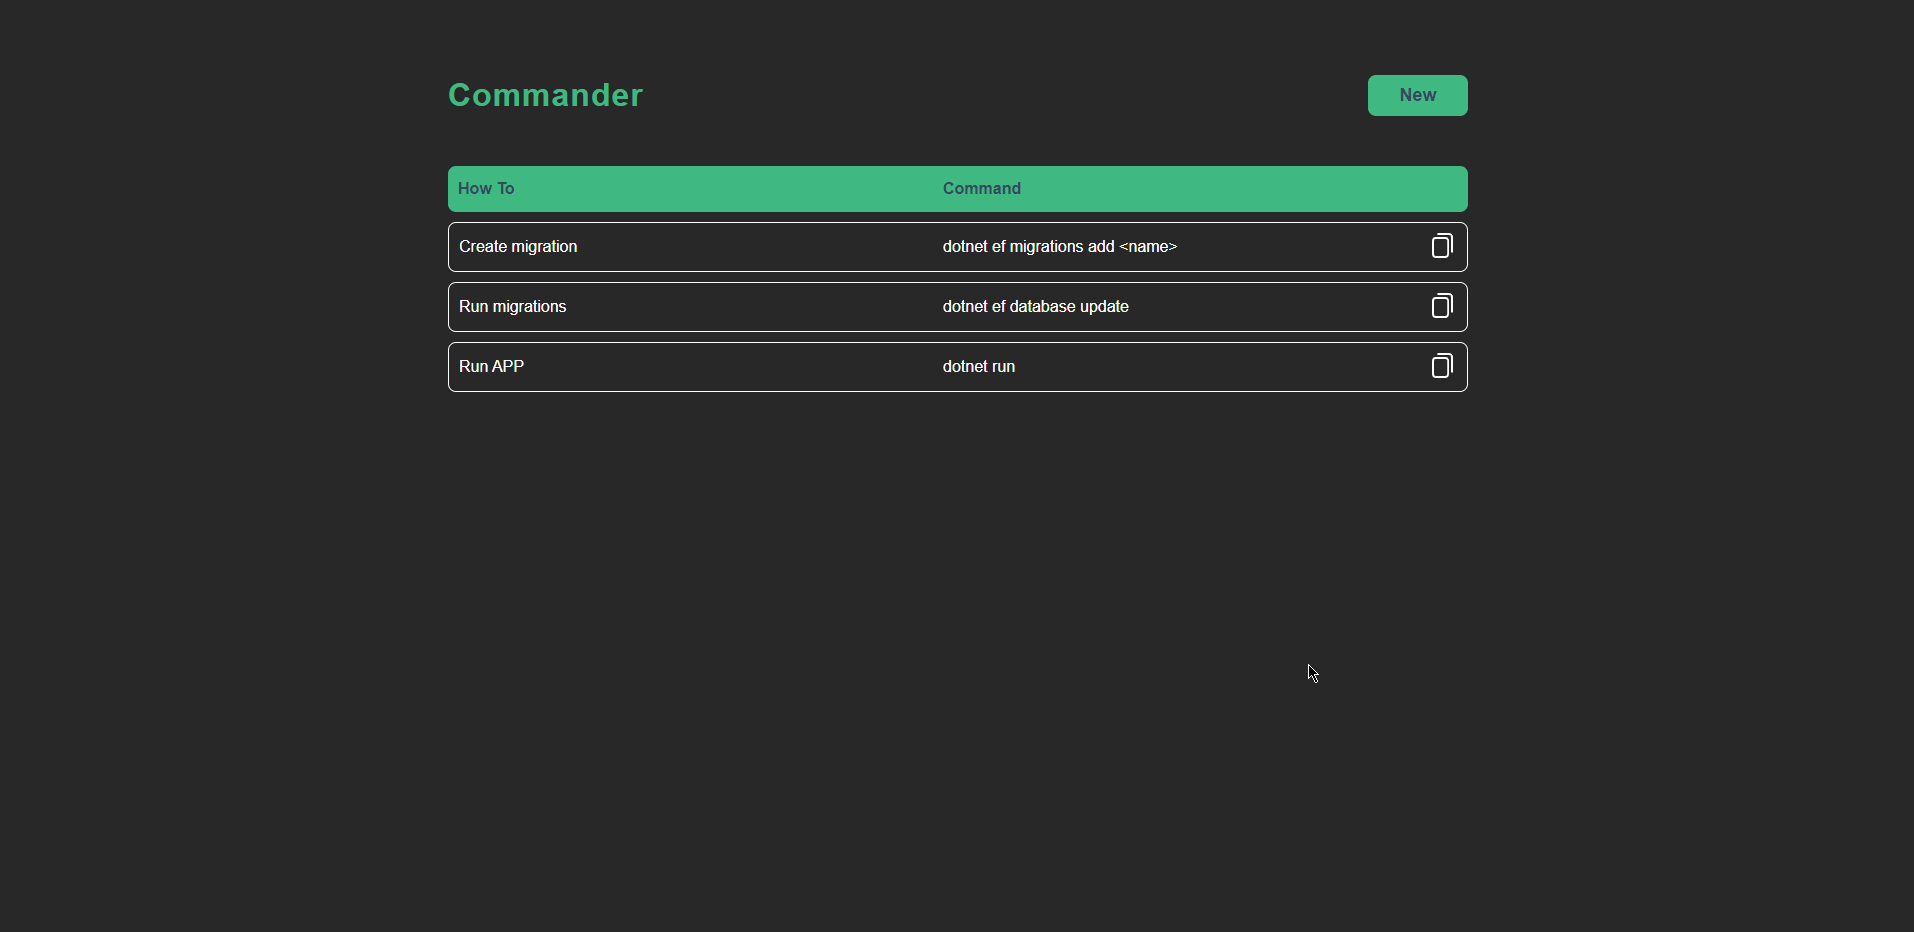 Commander
New
How To Command
Create migration dotnet ef migrations add <name>
Run migrations dotnet ef database update
Run APP dotnet run